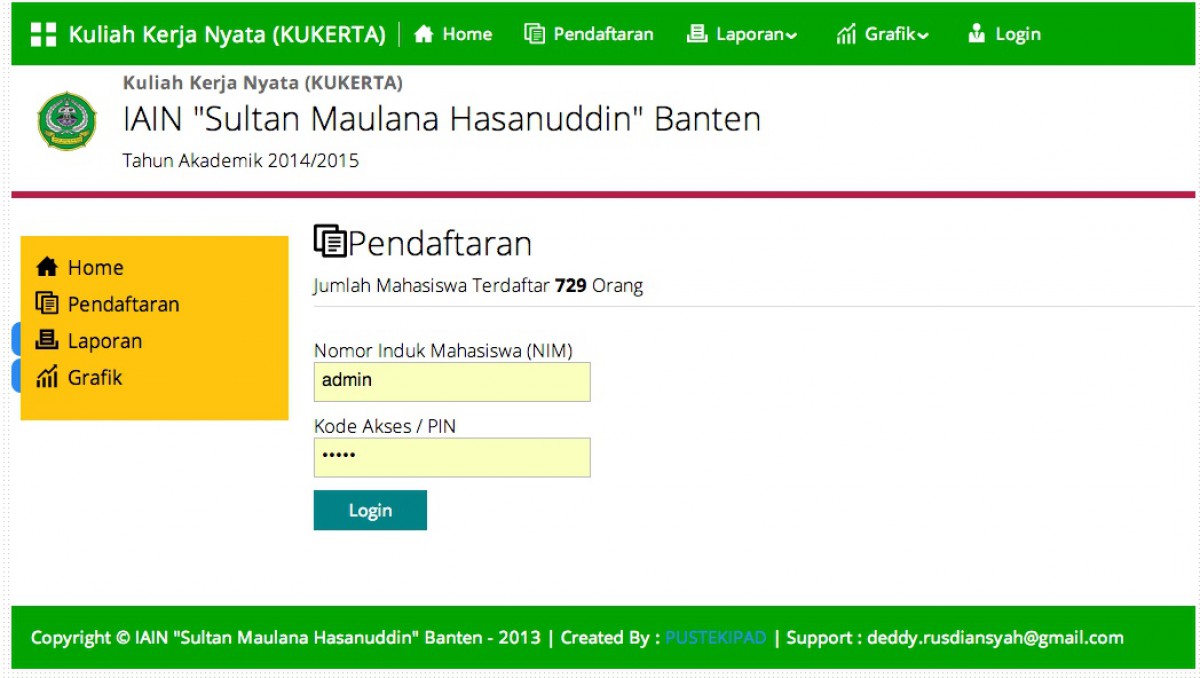 Kuliah Kerja Nyata (KUKERTA) | Home Pendaftaran Laporan Grafik Login
Kuliah Kerja Nyata (KUKERTA)
IAIN "Sultan Maulana Hasanuddin" Banten
Tahun Akademik 2014/2015
Home
Pendaftaran
Laporan
Grafik
Pendaftaran
Jumlah Mahasiswa Terdaftar 729 Orang
Nomor Induk Mahasiswa (NIM)
admin
Kode Akses / PIN
•••••
Login
Copyright © IAIN "Sultan Maulana Hasanuddin" Banten - 2013 | Created By : PUSTEKIPAD | Support : deddy.rusdiansyah@gmail.com